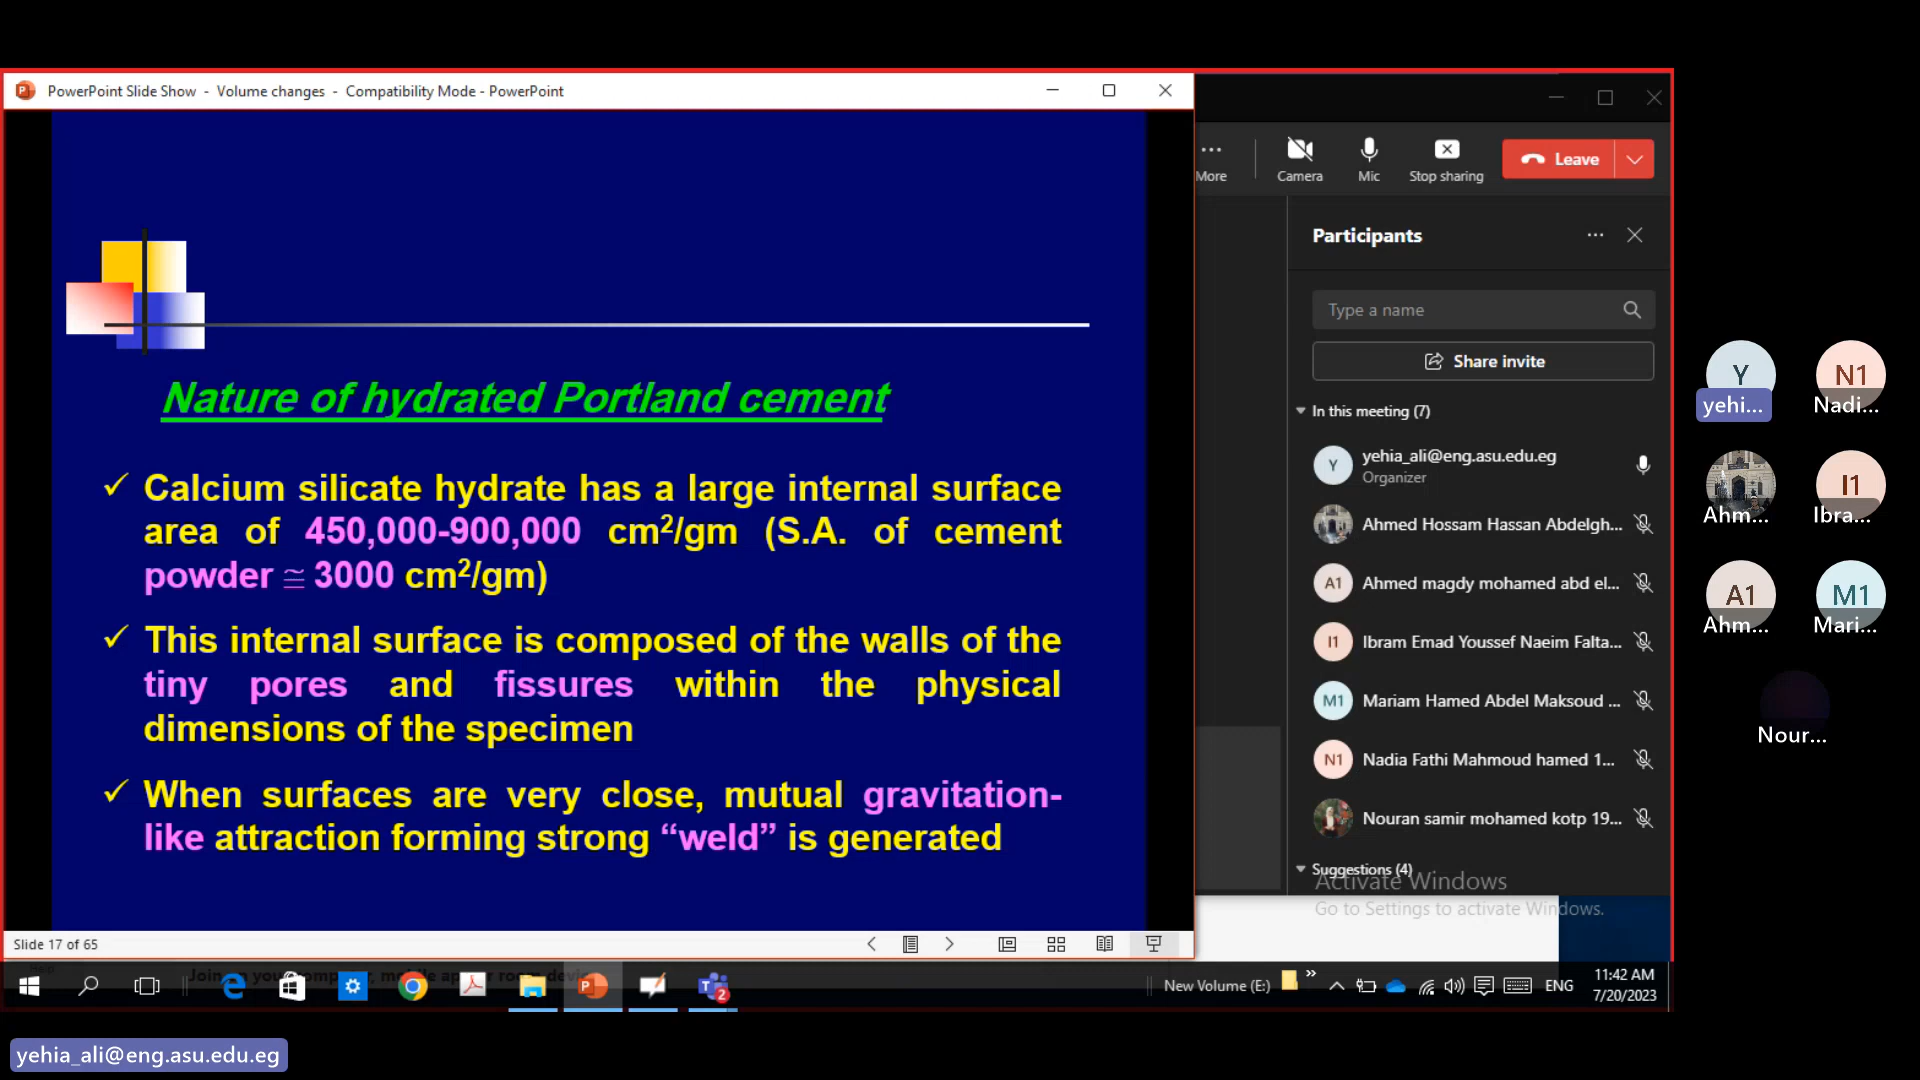 PowerPoint Slide Show - Volume changes - Compatibility Mode - PowerPoint
Nature of hydrated Portland cement
✓ Calcium silicate hydrate has a large internal surface
area of 450,000-900,000 cm²/gm (S.A. of cement
powder ≅ 3000 cm²/gm)
✓ This internal surface is composed of the walls of the
tiny pores and fissures within the physical
dimensions of the specimen
✓ When surfaces are very close, mutual gravitation-
like attraction forming strong “weld” is generated
Slide 17 of 65
More
Camera
Mic
Stop sharing
Leave
Participants
Type a name
Share invite
In this meeting (7)
Y
yehia_ali@eng.asu.edu.eg
Organizer
Ahmed Hossam Hassan Abdelgh...
A1
Ahmed magdy mohamed abd el...
I1
Ibram Emad Youssef Naeim Falta...
M1
Mariam Hamed Abdel Maksoud ...
N1
Nadia Fathi Mahmoud hamed 1...
Nouran samir mohamed kotp 19...
Suggestions (4)
Activate Windows
Go to Settings to activate Windows.
Y
yehi...
N1
Nadi...
Ahm...
I1
Ibra...
A1
Ahm...
M1
Mari...
Nour...
2
New Volume (E:)
ENG
11:42 AM
7/20/2023
yehia_ali@eng.asu.edu.eg